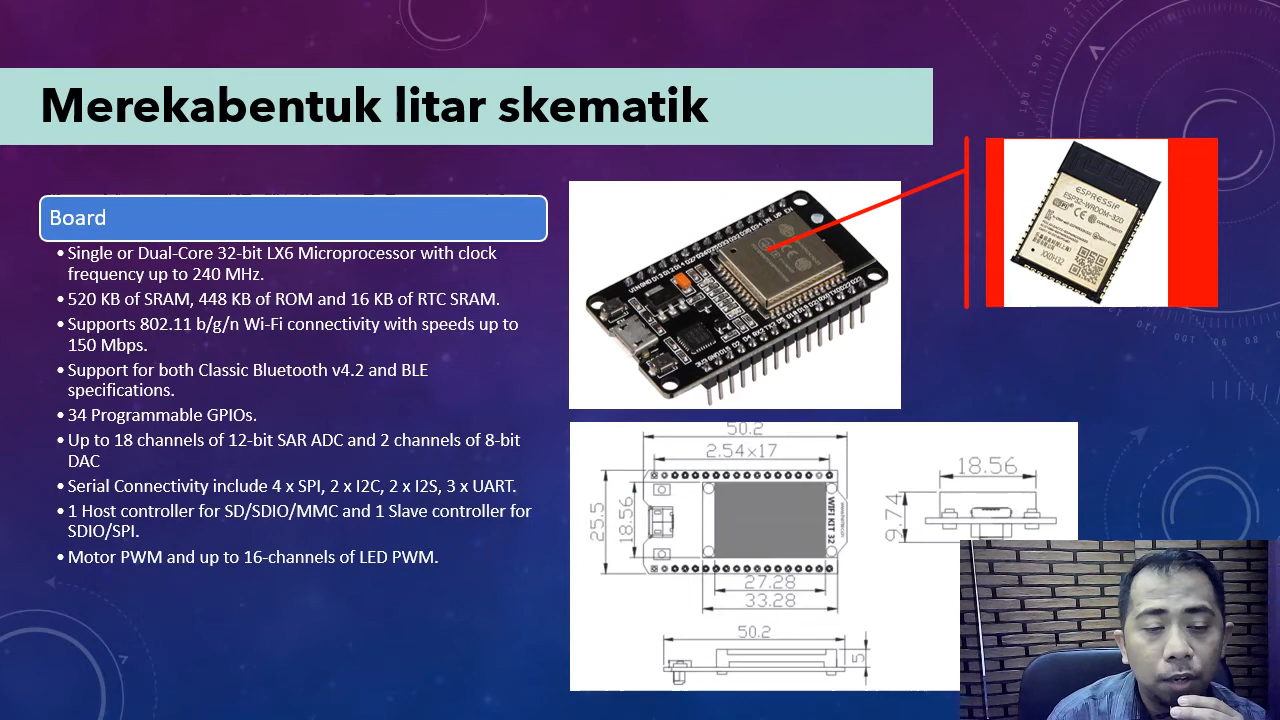 Merekabentuk litar skematik
Board
• Single or Dual-Core 32-bit LX6 Microprocessor with clock
frequency up to 240 MHz.
• 520 KB of SRAM, 448 KB of ROM and 16 KB of RTC SRAM.
• Supports 802.11 b/g/n Wi-Fi connectivity with speeds up to
150 Mbps.
• Support for both Classic Bluetooth v4.2 and BLE
specifications.
• 34 Programmable GPIOs.
• Up to 18 channels of 12-bit SAR ADC and 2 channels of 8-bit
DAC
• Serial Connectivity include 4 x SPI, 2 x I2C, 2 x I2S, 3 x UART.
• 1 Host controller for SD/SDIO/MMC and 1 Slave controller for
SDIO/SPI.
• Motor PWM and up to 16-channels of LED PWM.
ESPRESSIF
ESP32-WROOM-32D
WiFi CE
XXXH32
50.2
2.54×17
25.5
18.56
WIFI KIT 32
27.28
33.28
18.56
9.74
50.2
5